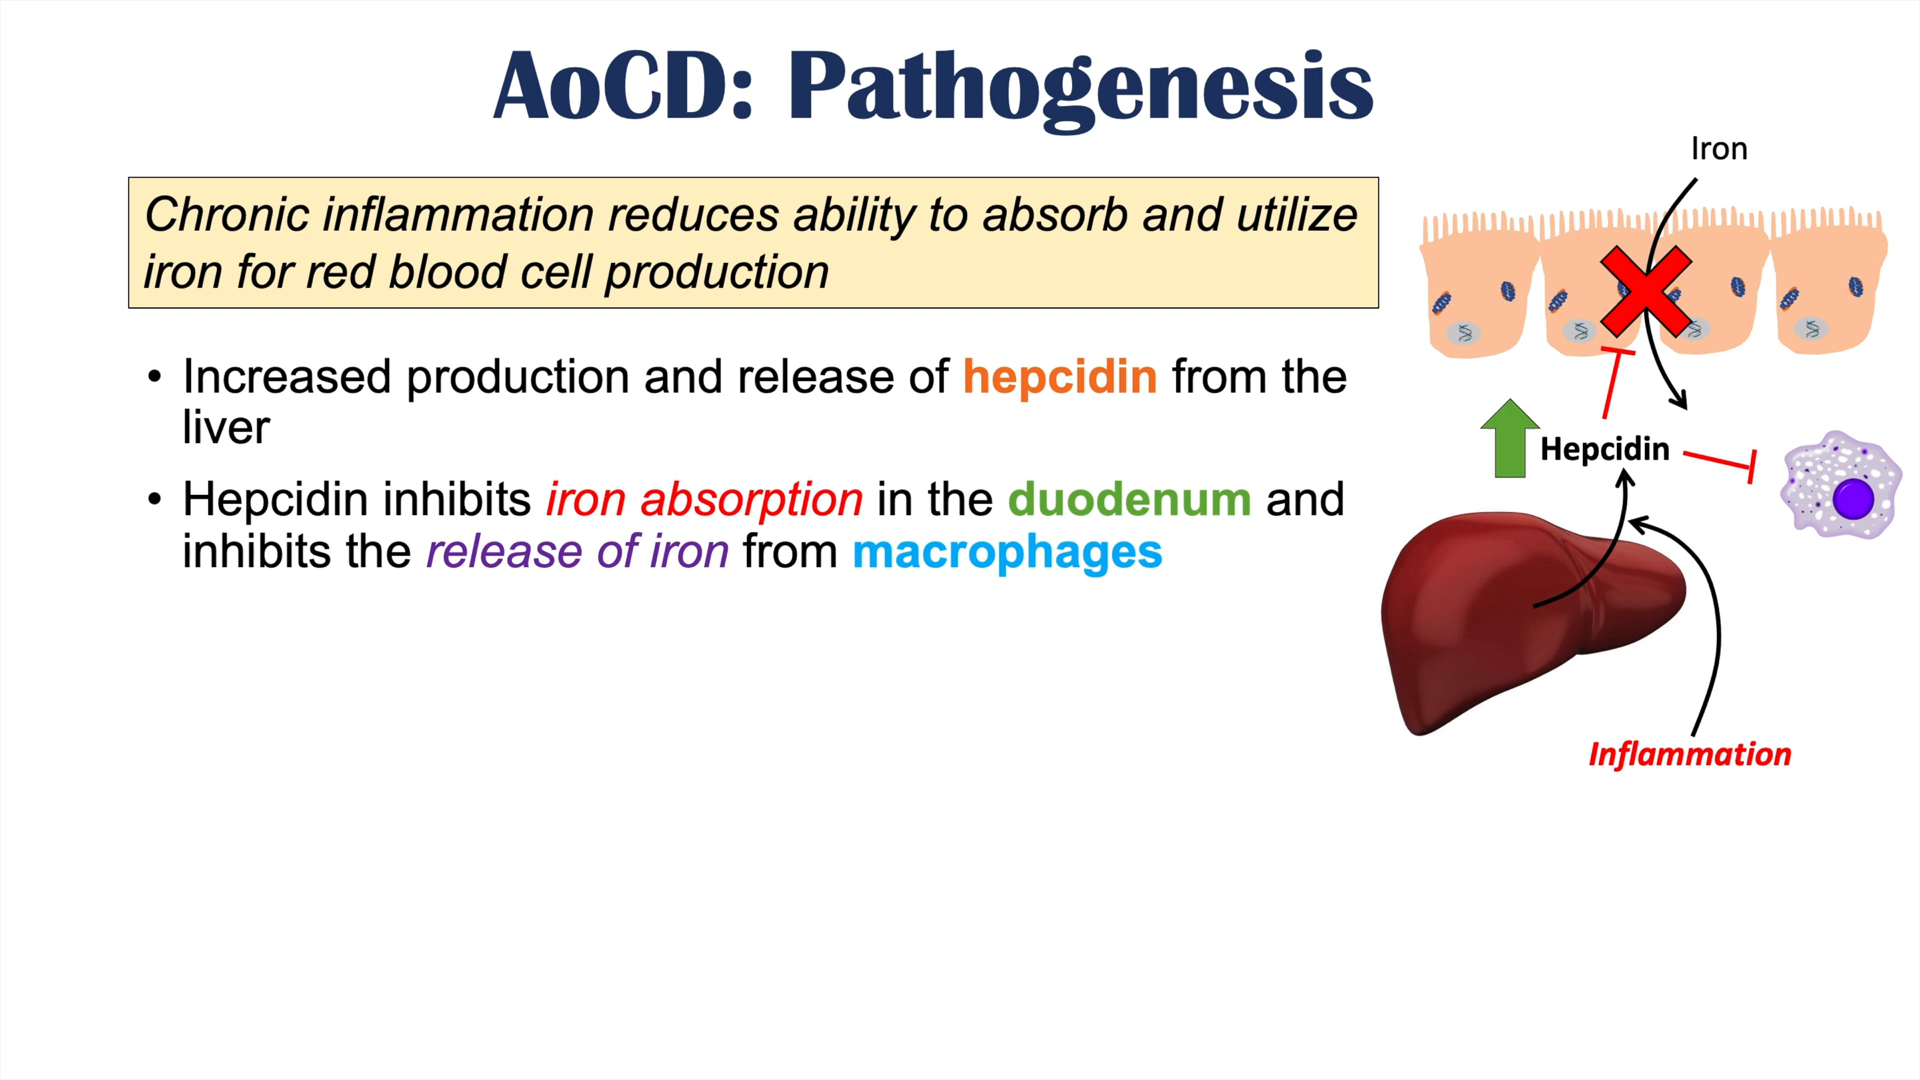 AoCD: Pathogenesis
Iron
Chronic inflammation reduces ability to absorb and utilize
iron for red blood cell production
• Increased production and release of hepcidin from the
liver
• Hepcidin inhibits iron absorption in the duodenum and
inhibits the release of iron from macrophages
Hepcidin
Inflammation